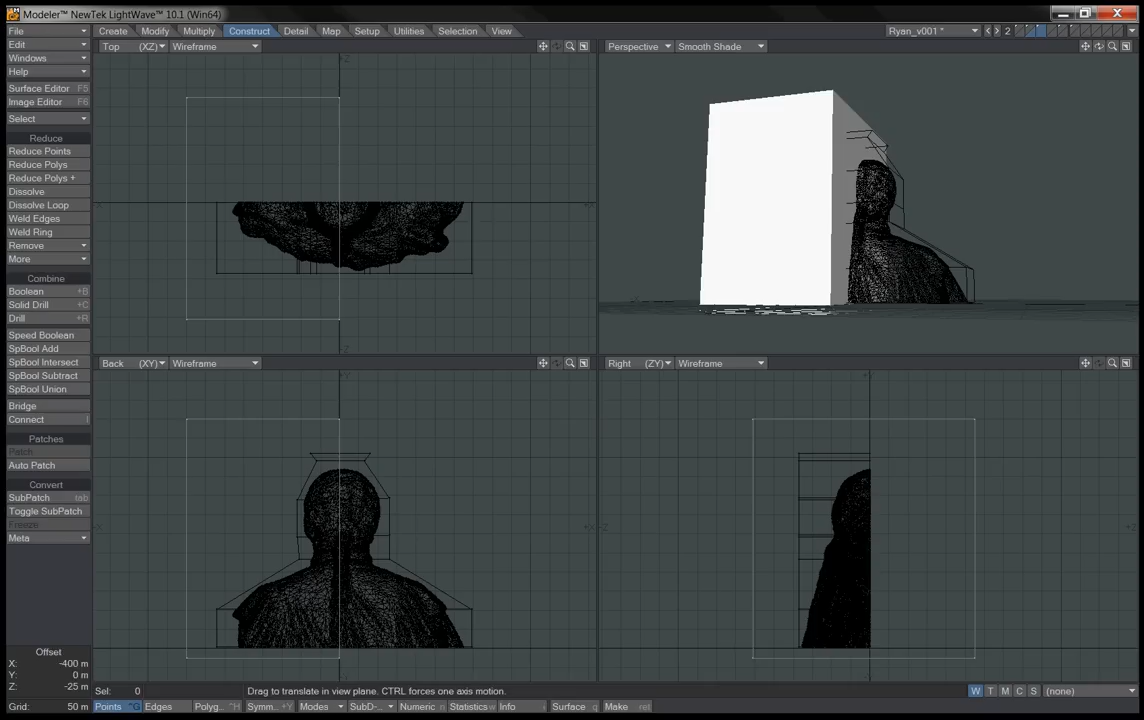 Modeler™ NewTek LightWave™ 10.1 (Win64)
File Create Modify Multiply Construct Detail Map Setup Utilities Selection View Ryan_v001 * 2
Edit
Windows
Help
Surface Editor F5
Image Editor F6
Select
Reduce
Reduce Points
Reduce Polys
Reduce Polys +
Dissolve
Dissolve Loop
Weld Edges
Weld Ring
Remove
More
Combine
Boolean +B
Solid Drill +C
Drill +R
Speed Boolean
SpBool Add
SpBool Intersect
SpBool Subtract
SpBool Union
Bridge
Connect l
Patches
Patch
Auto Patch
Convert
SubPatch tab
Toggle SubPatch
Freeze
Meta
Top (XZ) Wireframe
Perspective Smooth Shade
Back (XY) Wireframe
Right (ZY) Wireframe
Offset
X: -400 m
Y: 0 m
Z: -25 m
Grid: 50 m
Sel: 0 Drag to translate in view plane. CTRL forces one axis motion. W T M C S (none)
Points ^G Edges Polyg.. ^H Symm.. +Y Modes SubD-.. Numeric n Statistics w Info i Surface q Make ret